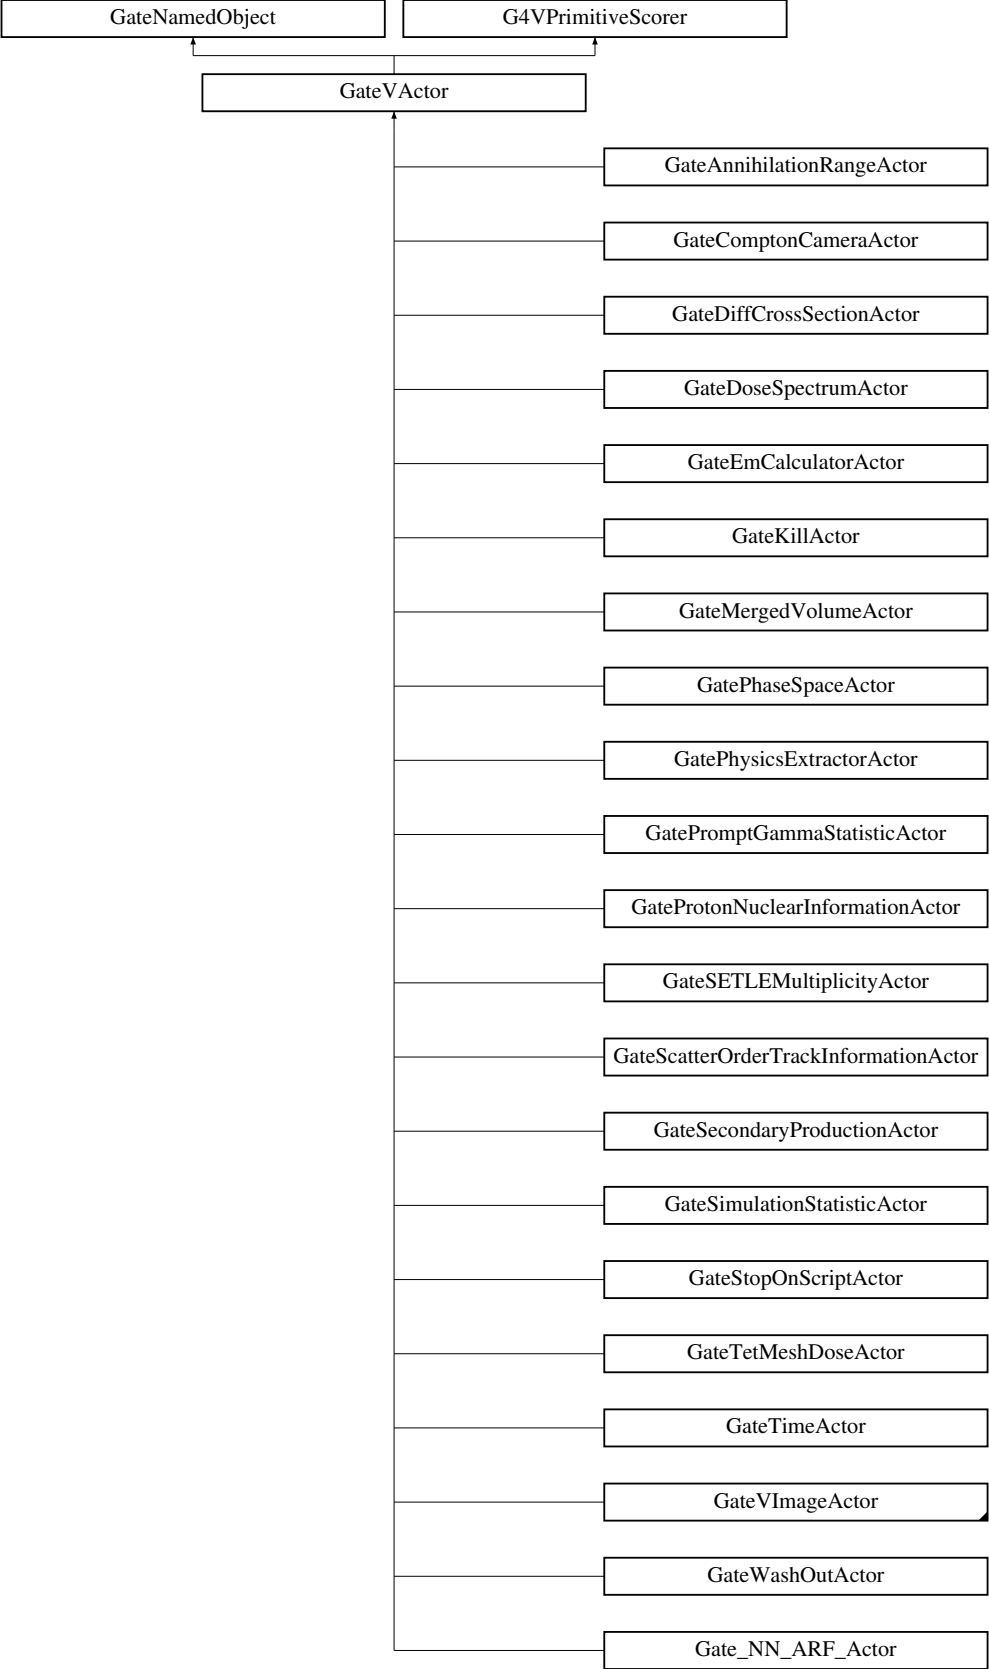 GateNamedObject
G4VPrimitiveScorer
GateVActor
GateAnnihilationRangeActor
GateComptonCameraActor
GateDiffCrossSectionActor
GateDoseSpectrumActor
GateEmCalculatorActor
GateKillActor
GateMergedVolumeActor
GatePhaseSpaceActor
GatePhysicsExtractorActor
GatePromptGammaStatisticActor
GateProtonNuclearInformationActor
GateSETLEMultiplicityActor
GateScatterOrderTrackInformationActor
GateSecondaryProductionActor
GateSimulationStatisticActor
GateStopOnScriptActor
GateTetMeshDoseActor
GateTimeActor
GateVImageActor
GateWashOutActor
Gate_NN_ARF_Actor